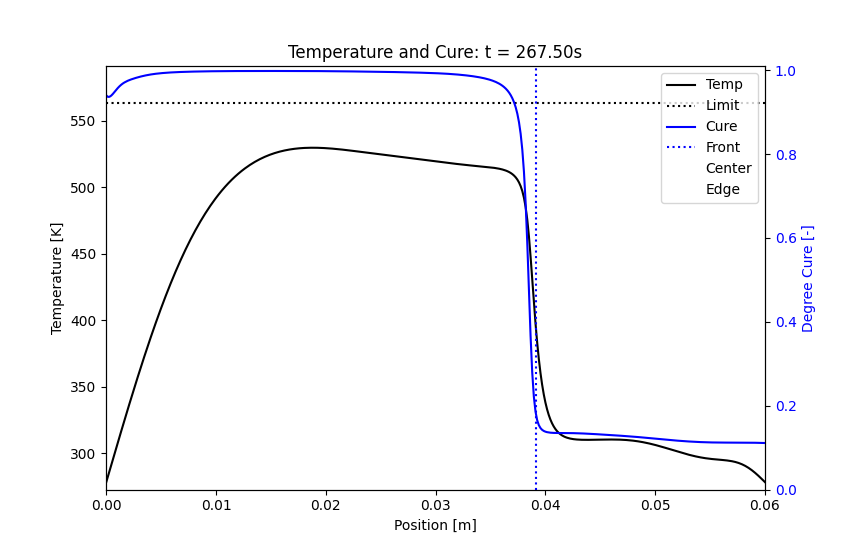 Temperature and Cure: t = 267.50s
Temp
Limit
Cure
Front
Center
Edge
Temperature [K]
550
500
450
400
350
300
1.0
0.8
0.6
0.4
0.2
0.0
Degree Cure [-]
0.00 0.01 0.02 0.03 0.04 0.05 0.06
Position [m]